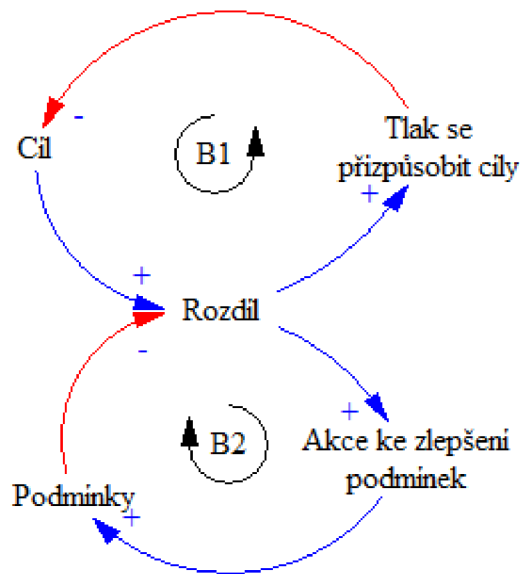 -
Cíl
B1
Tlak se
přizpůsobit cíly
+
+
Rozdíl
-
+
B2
Akce ke zlepšení
podmínek
Podmínky
+